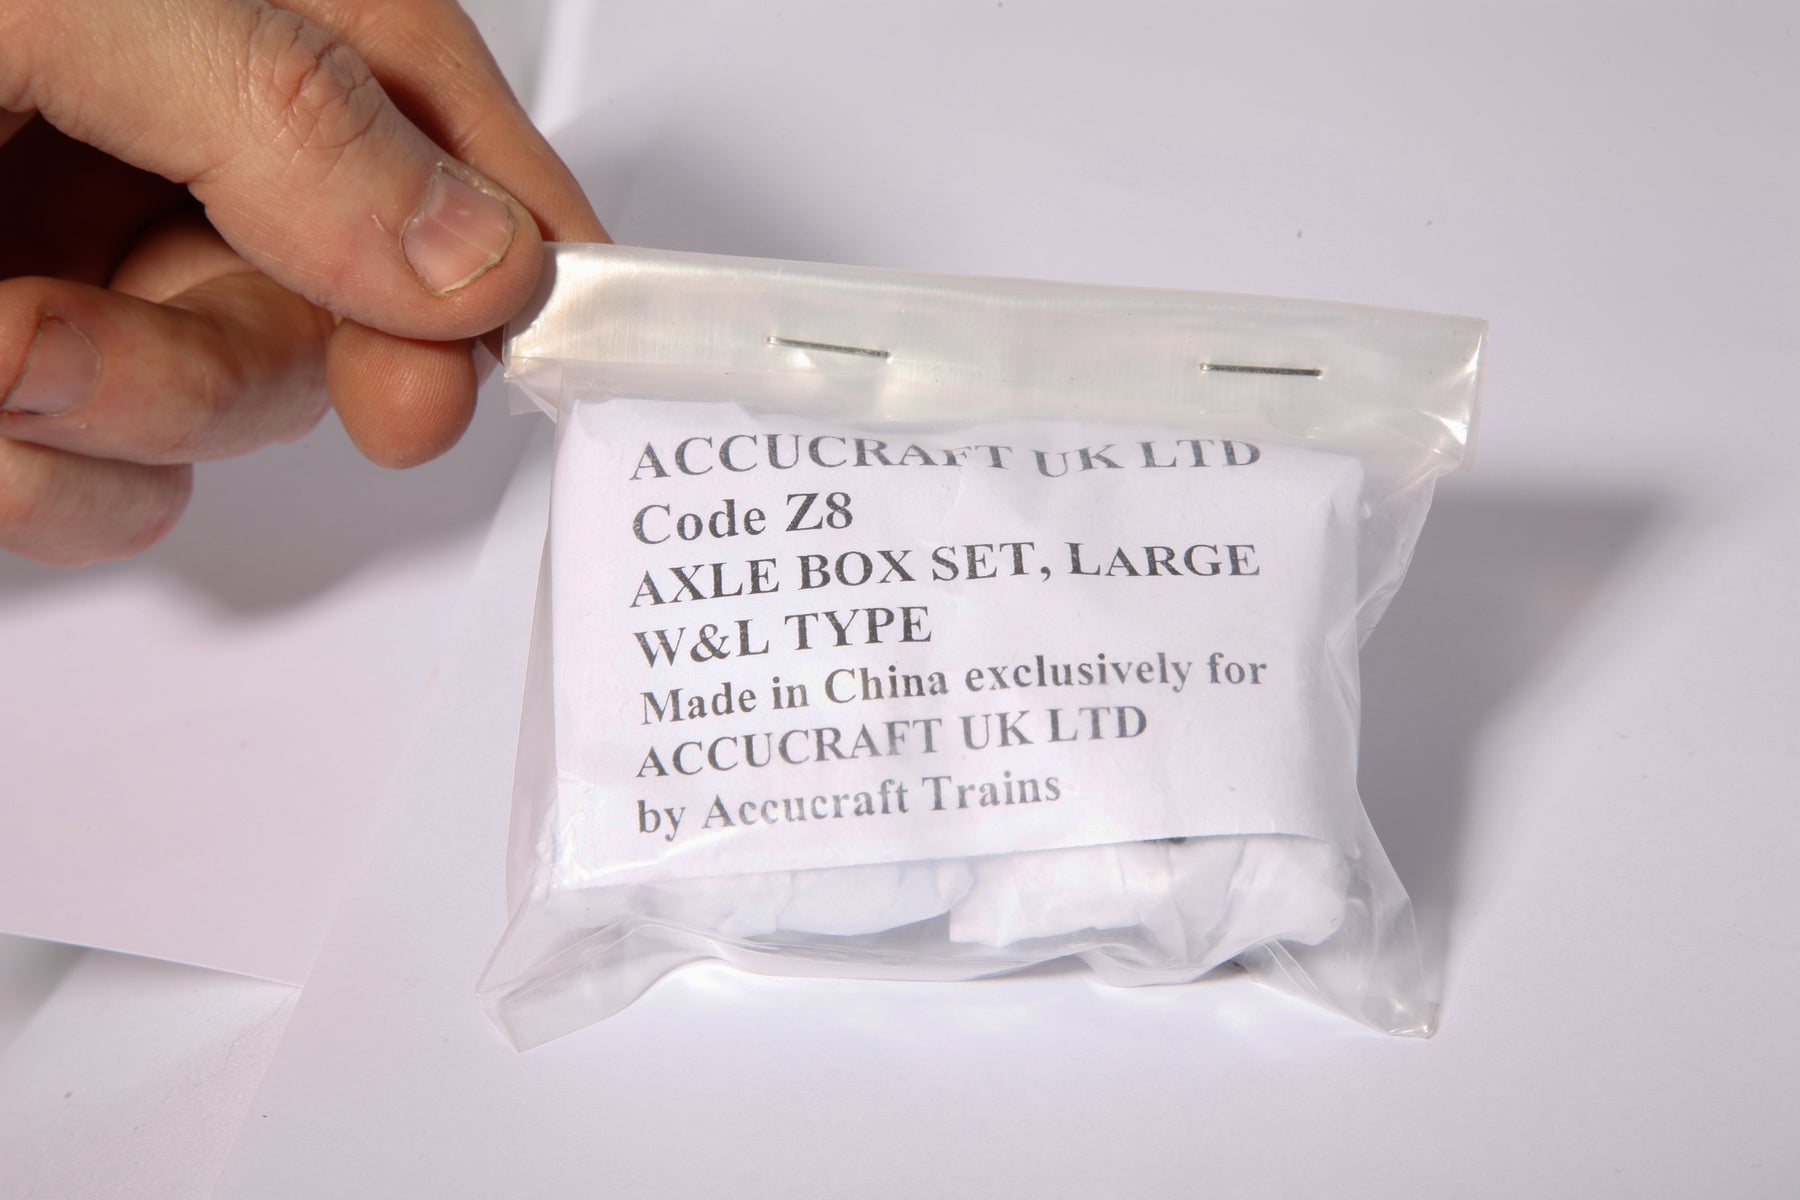 ACCUCRAFT UK LTD
Code Z8
AXLE BOX SET, LARGE
W&L TYPE
Made in China exclusively for
ACCUCRAFT UK LTD
by Accucraft Trains